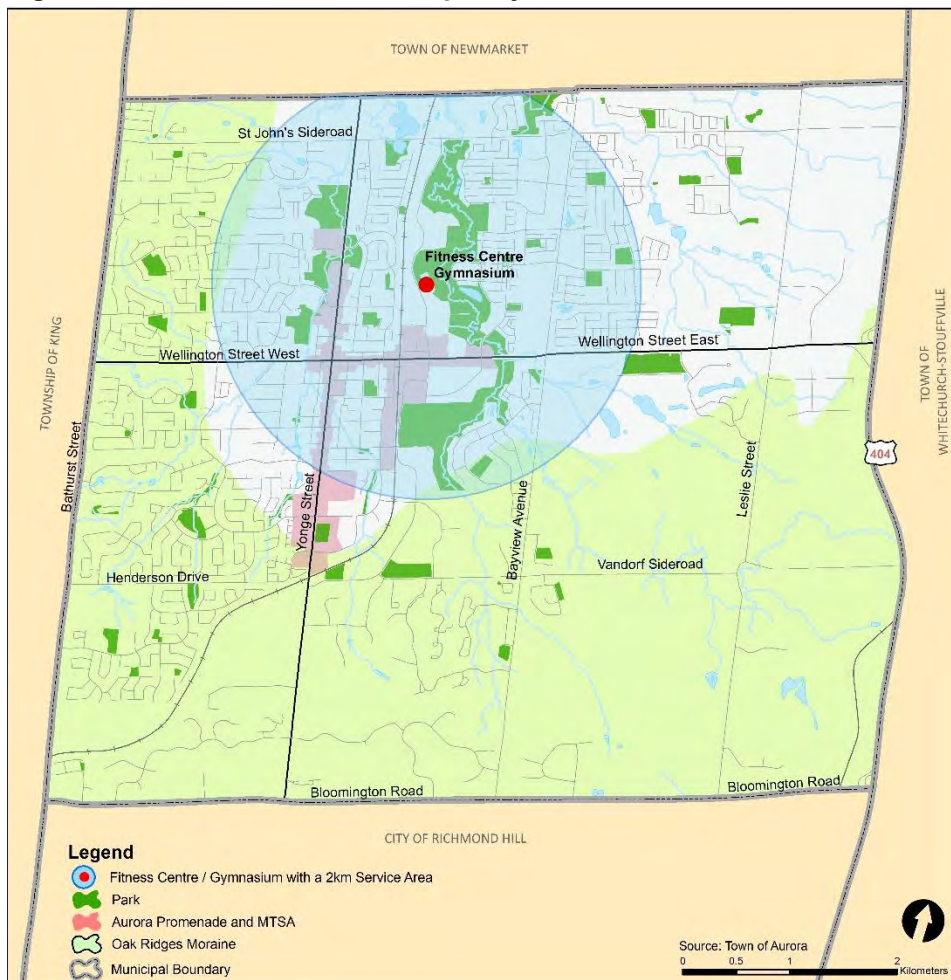 TOWN OF NEWMARKET
St John's Sideroad
Fitness Centre
Gymnasium
Wellington Street West
Wellington Street East
TOWNSHIP OF KING
Bathurst Street
Yonge Street
Bayview Avenue
Leslie Street
404
TOWN OF
WHITECHURCH-STOUFFVILLE
Henderson Drive
Vandorf Sideroad
Bloomington Road
Bloomington Road
CITY OF RICHMOND HILL
Legend
Fitness Centre / Gymnasium with a 2km Service Area
Park
Aurora Promenade and MTSA
Oak Ridges Moraine
Municipal Boundary
Source: Town of Aurora
0 0.5 1 2
Kilometers